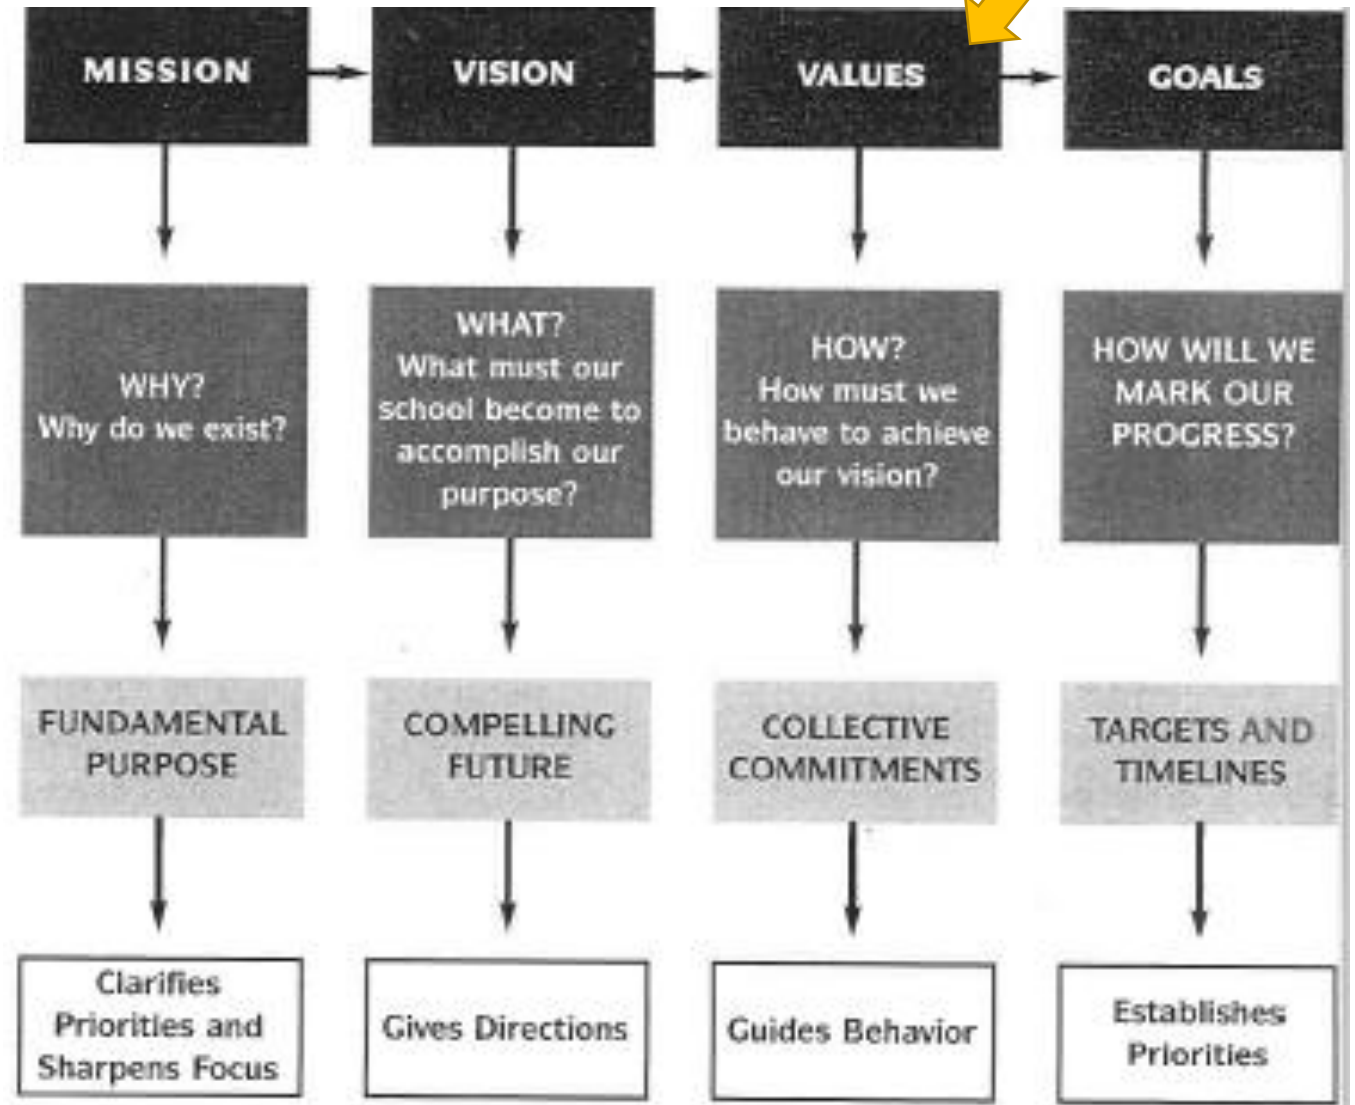 MISSION
VISION
VALUES
GOALS
WHY?
Why do we exist?
WHAT?
What must our
school become to
accomplish our
purpose?
HOW?
How must we
behave to achieve
our vision?
HOW WILL WE
MARK OUR
PROGRESS?
FUNDAMENTAL
PURPOSE
COMPELLING
FUTURE
COLLECTIVE
COMMITMENTS
TARGETS AND
TIMELINES
Clarifies
Priorities and
Sharpens Focus
Gives Directions
Guides Behavior
Establishes
Priorities